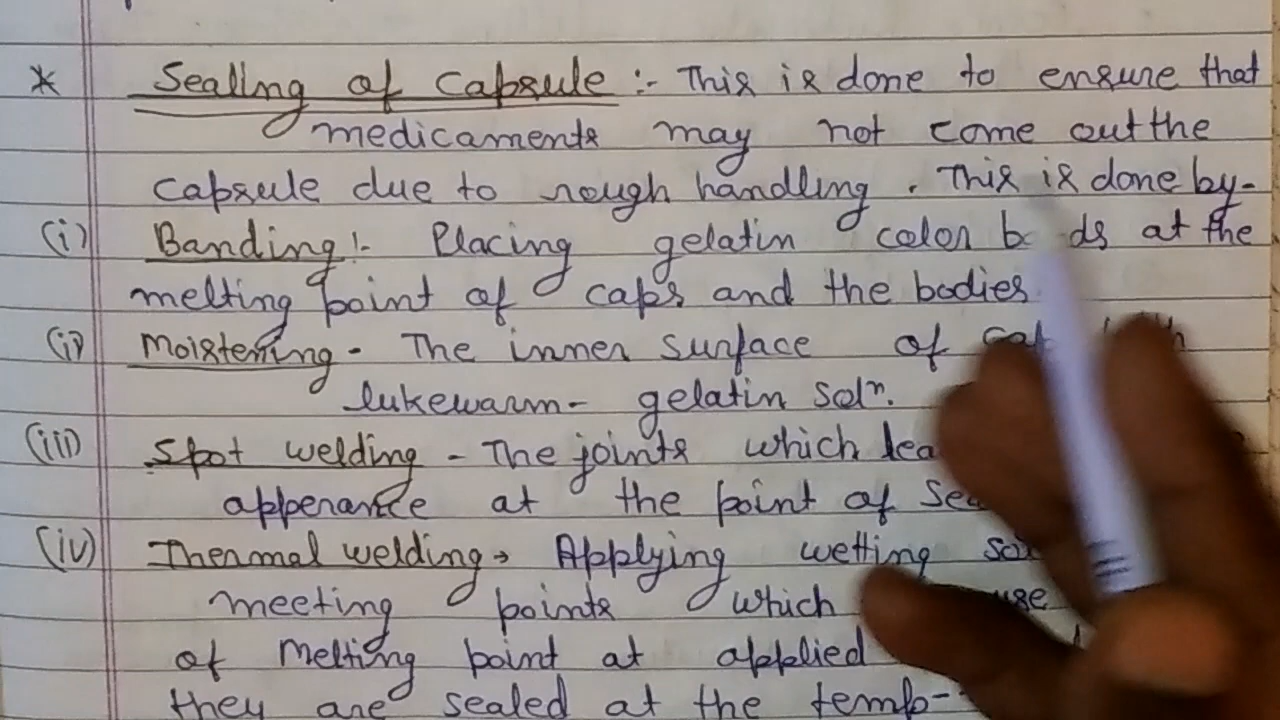 * Sealing of Capsule :- This is done to ensure that
medicaments may not come out the
capsule due to rough handling. This is done by-
(i) Banding :- Placing gelatin color at the
melting point of caps and the bodies
(ii) Moistening - The inner surface of
lukewarm - gelatin solⁿ.
(iii) Spot welding - The joints which
apperance at the point of
(iv) Thermal welding → Applying wetting
meeting points which
of melting point at applied
they are sealed at the temp-